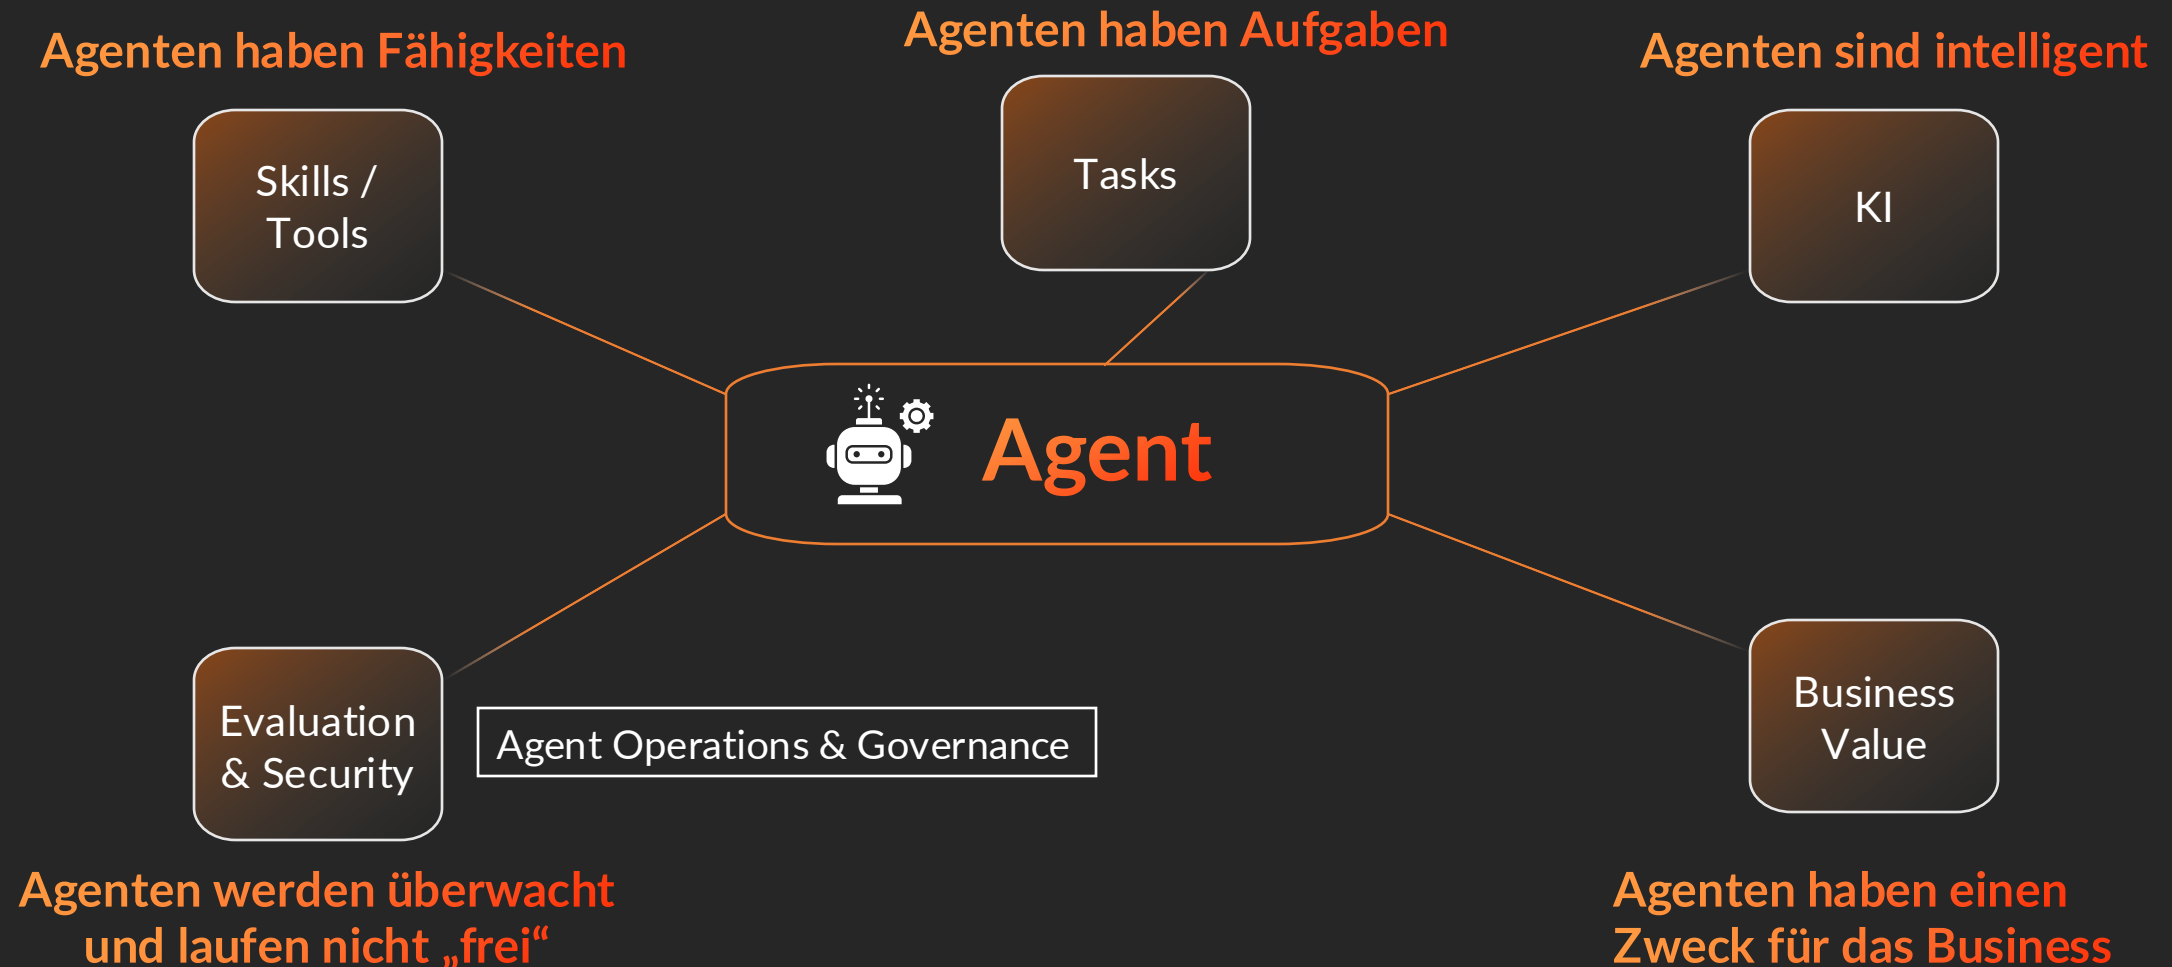 Agenten haben Fähigkeiten
Agenten haben Aufgaben
Agenten sind intelligent
Skills /
Tools
Tasks
KI
Agent
Evaluation
& Security
Agent Operations & Governance
Business
Value
Agenten werden überwacht
und laufen nicht „frei“
Agenten haben einen
Zweck für das Business